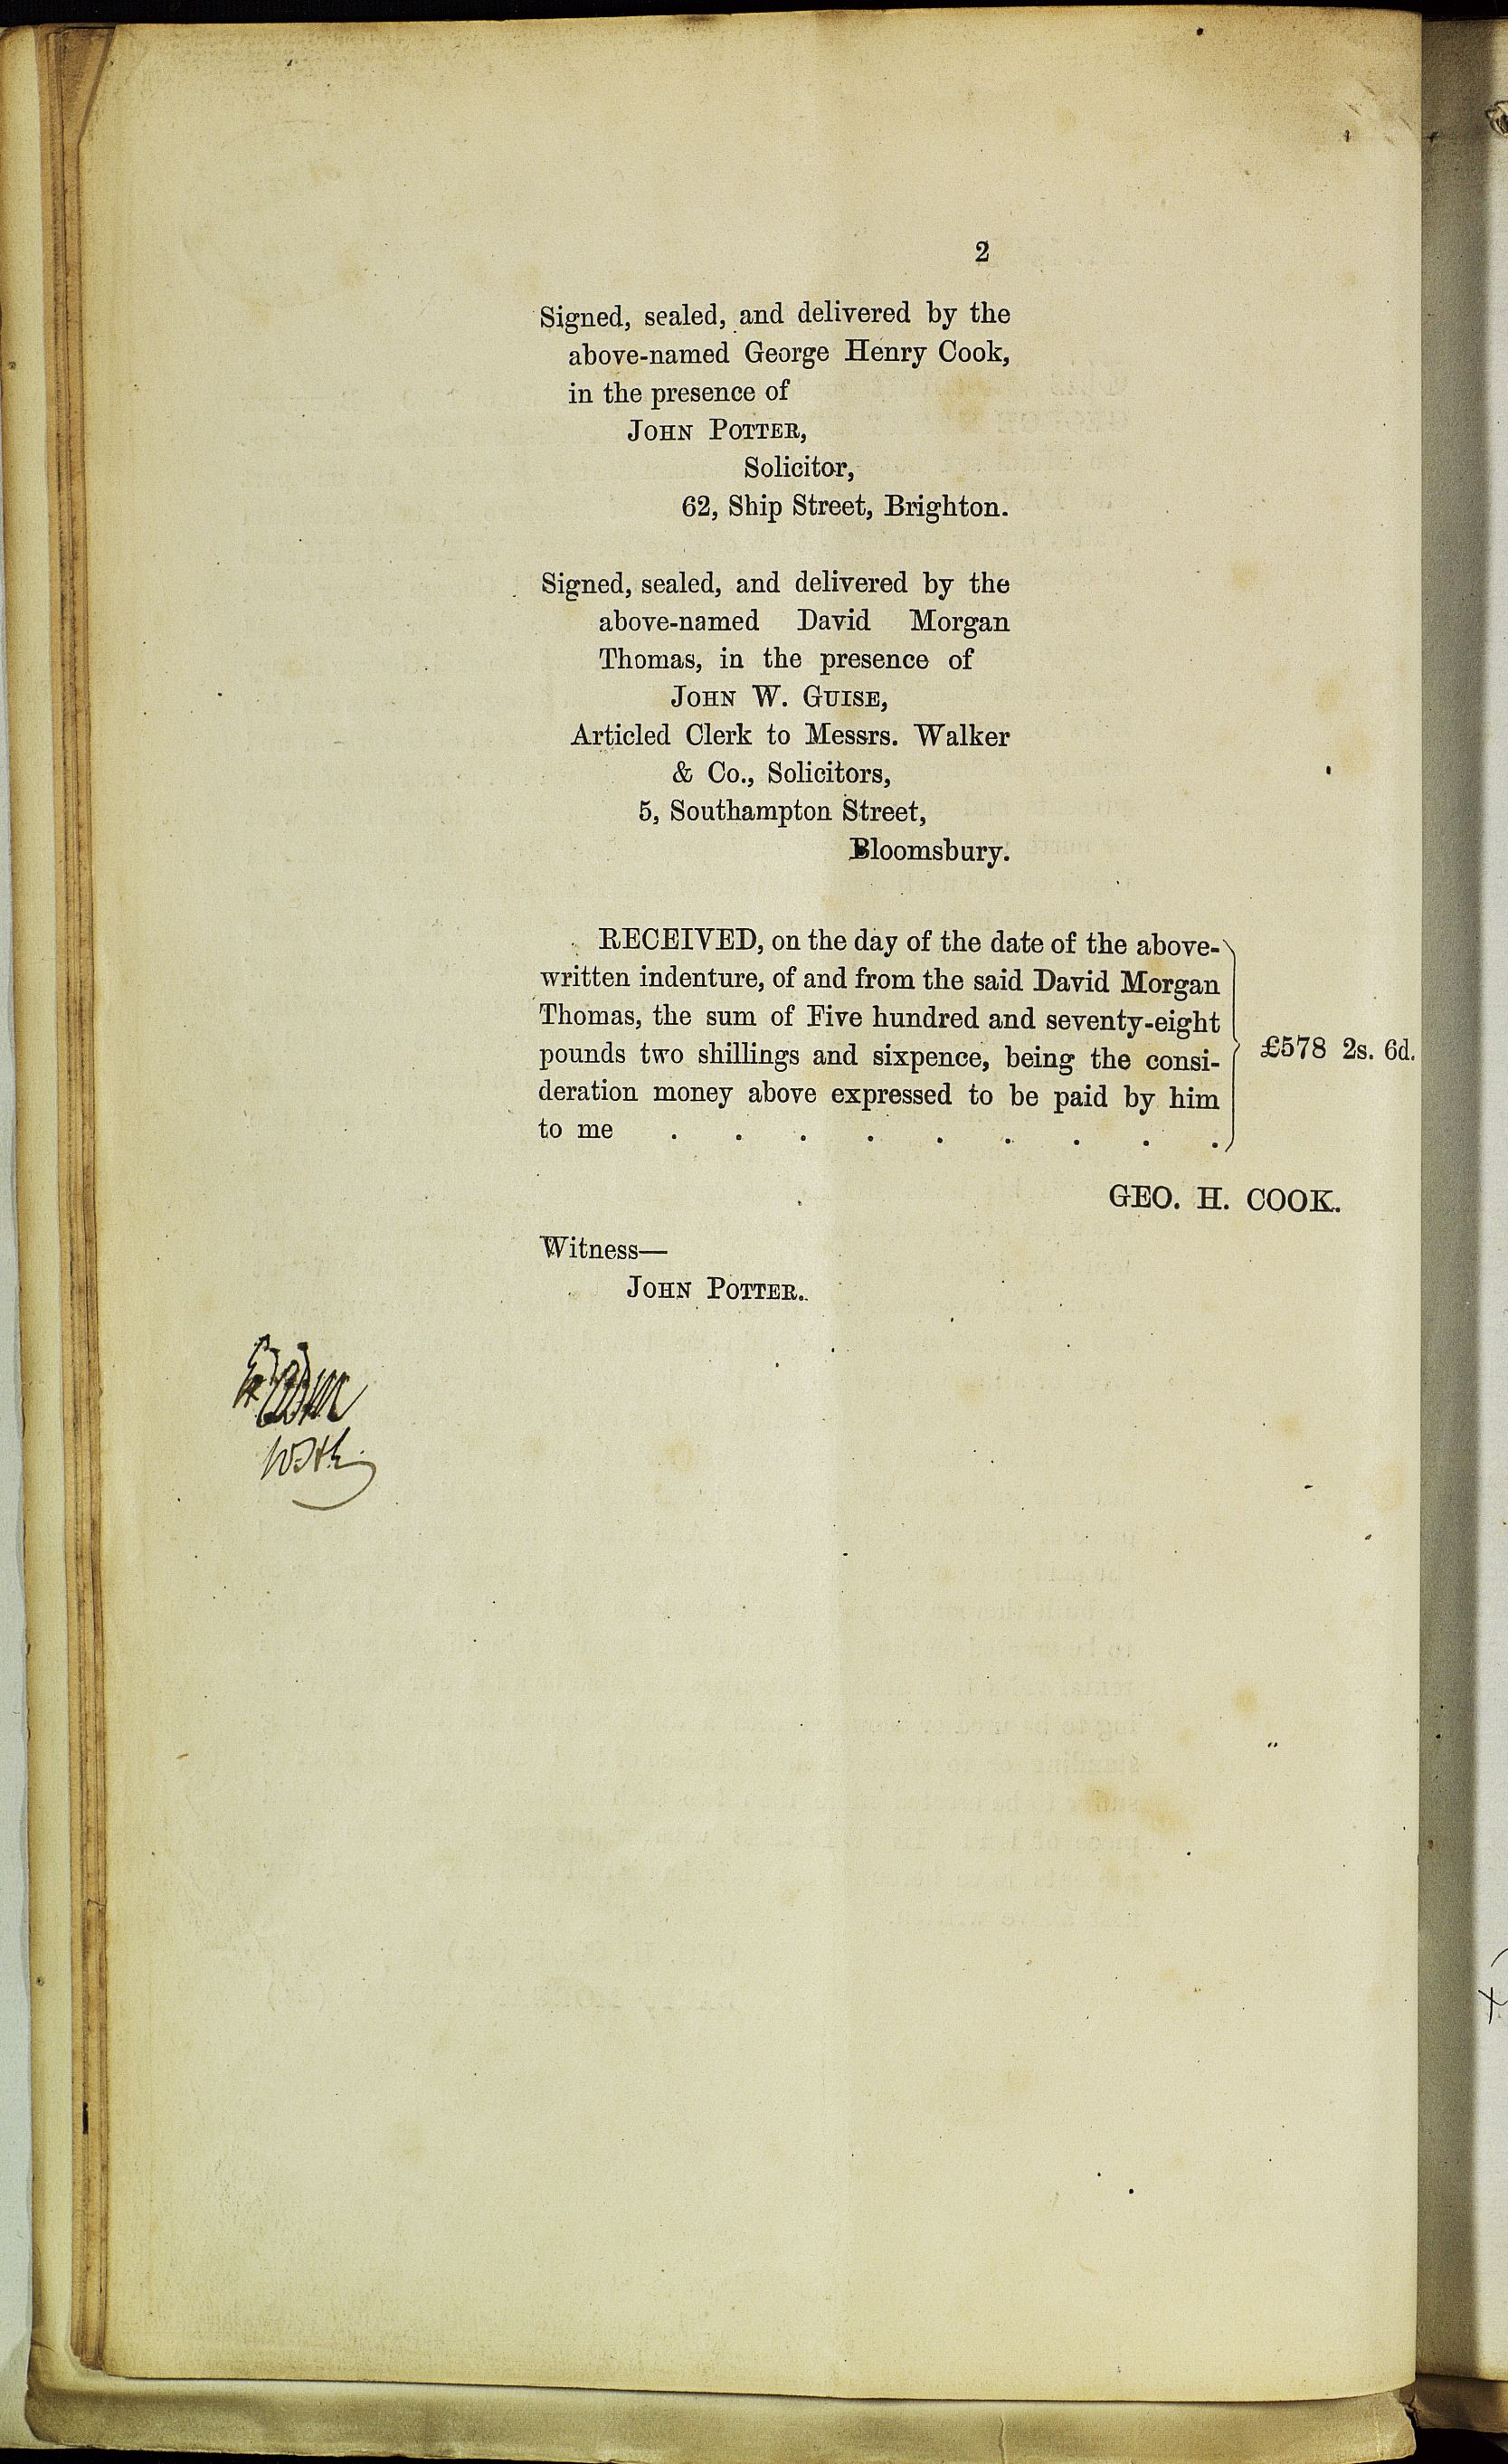 2
Signed, sealed, and delivered by the
above-named George Henry Cook,
in the presence of
JOHN POTTER,
Solicitor,
62, Ship Street, Brighton.
Signed, sealed, and delivered by the
above-named David Morgan
Thomas, in the presence of
JOHN W. GUISE,
Articled Clerk to Messrs. Walker
& Co., Solicitors,
5, Southampton Street,
Bloomsbury.
RECEIVED, on the day of the date of the above-
written indenture, of and from the said David Morgan
Thomas, the sum of Five hundred and seventy-eight
pounds two shillings and sixpence, being the consi-
deration money above expressed to be paid by him
to me . . . . . . . . .
£578 2s. 6d.
GEO. H. COOK.
Witness—
JOHN POTTER.